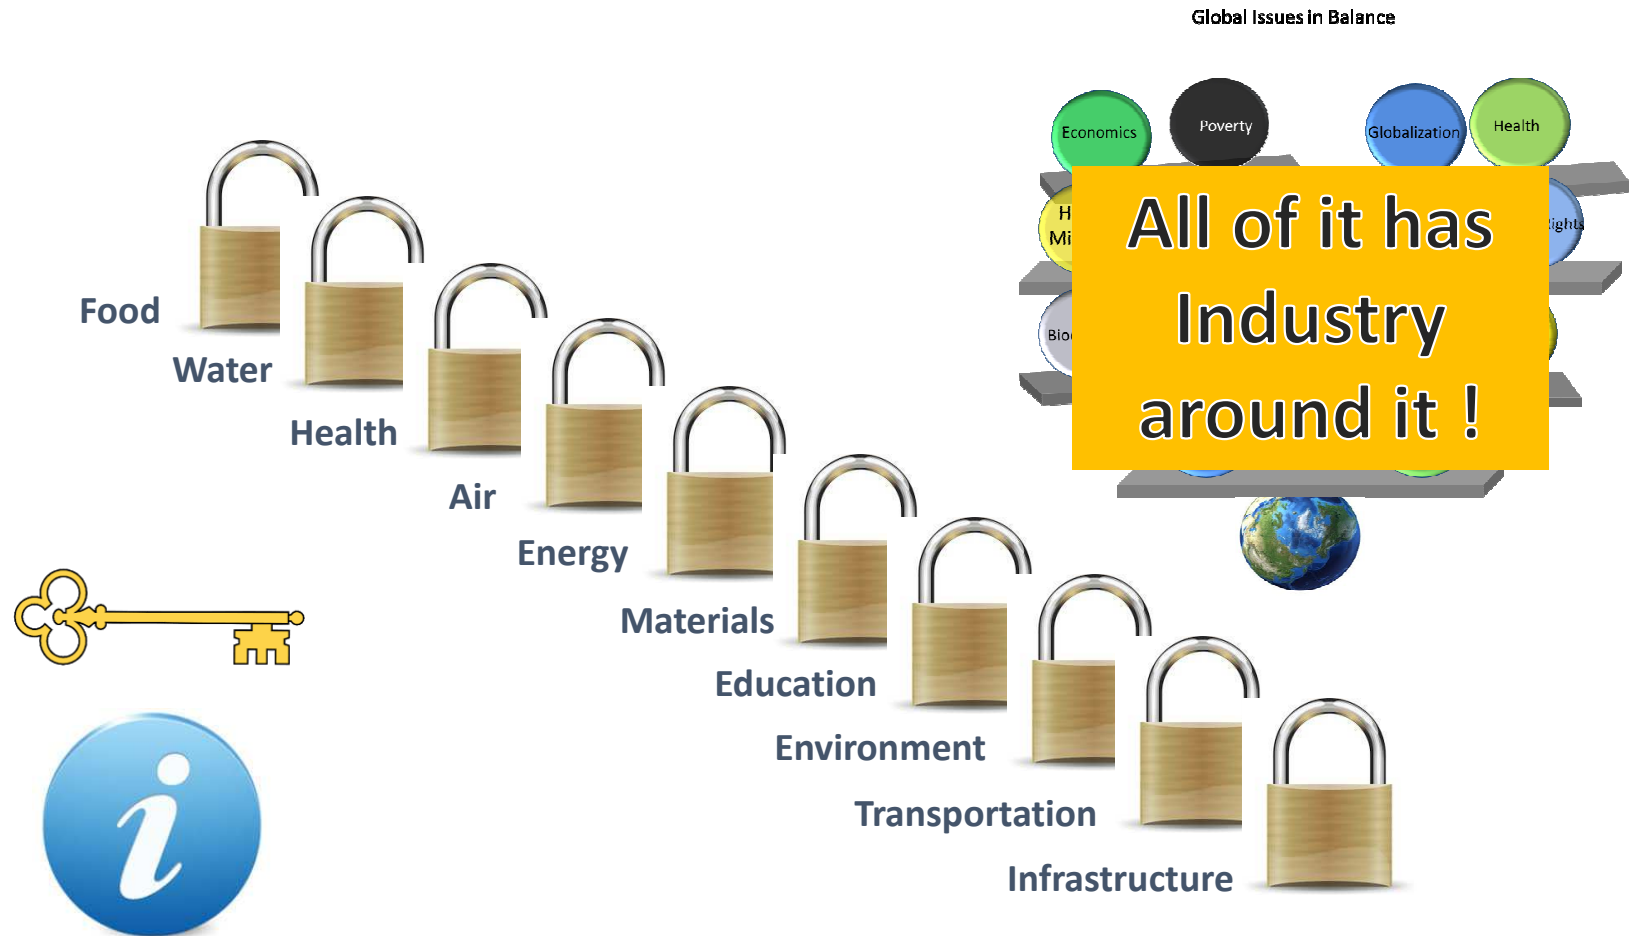 Global Issues in Balance
Economics
Poverty
Globalization
Health
All of it has
Industry
around it !
Food
Water
Health
Air
Energy
Materials
Education
Environment
Transportation
Infrastructure
i